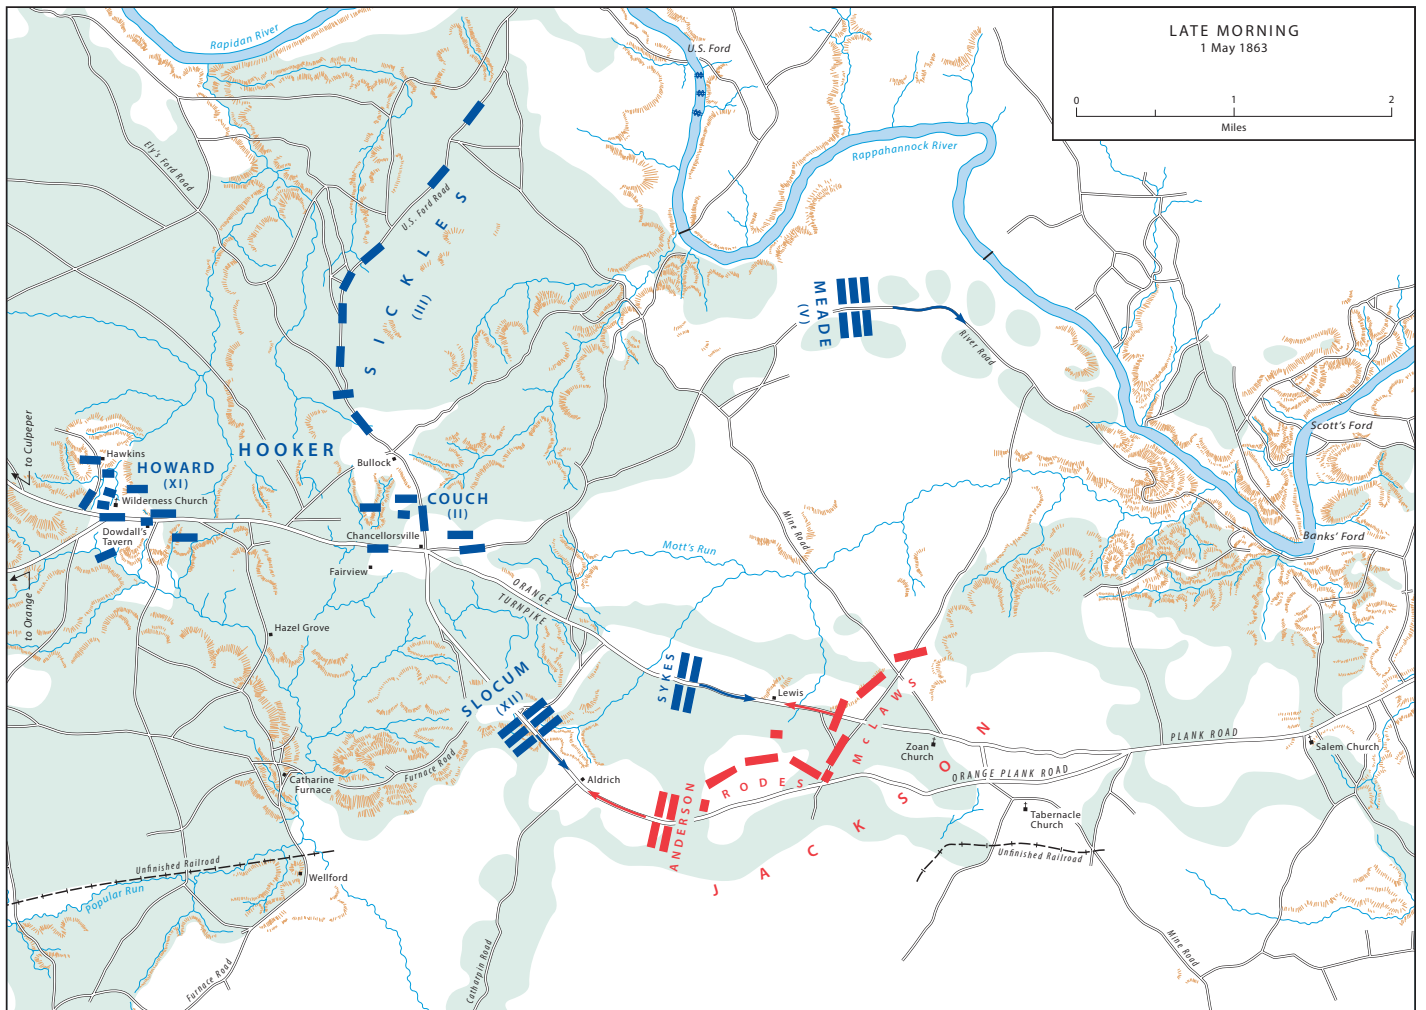 LATE MORNING
1 May 1863
0 1 2
Miles
Rapidan River
U.S. Ford
Rappahannock River
Ely's Ford Road
U.S. Ford Road
SICKLES
(III)
MEADE
(V)
River Road
to Culpeper
Scott's Ford
HOOKER
Hawkins
HOWARD
(XI)
Bullock
Wilderness Church
COUCH
(II)
Dowdall's
Tavern
Chancellorsville
Mine Road
Banks' Ford
Mott's Run
Fairview
ORANGE
TURNPIKE
to Orange
Hazel Grove
SLOCUM
(XII)
SYKES
Lewis
McLAWS
Zoan
Church
PLANK ROAD
Salem Church
Furnace Road
Catharine
Furnace
Aldrich
ANDERSON
RODES
ORANGE PLANK ROAD
JACKSON
Tabernacle
Church
Unfinished Railroad
Unfinished Railroad
Popular Run
Wellford
Furnace Road
Catharpin Road
Mine Road